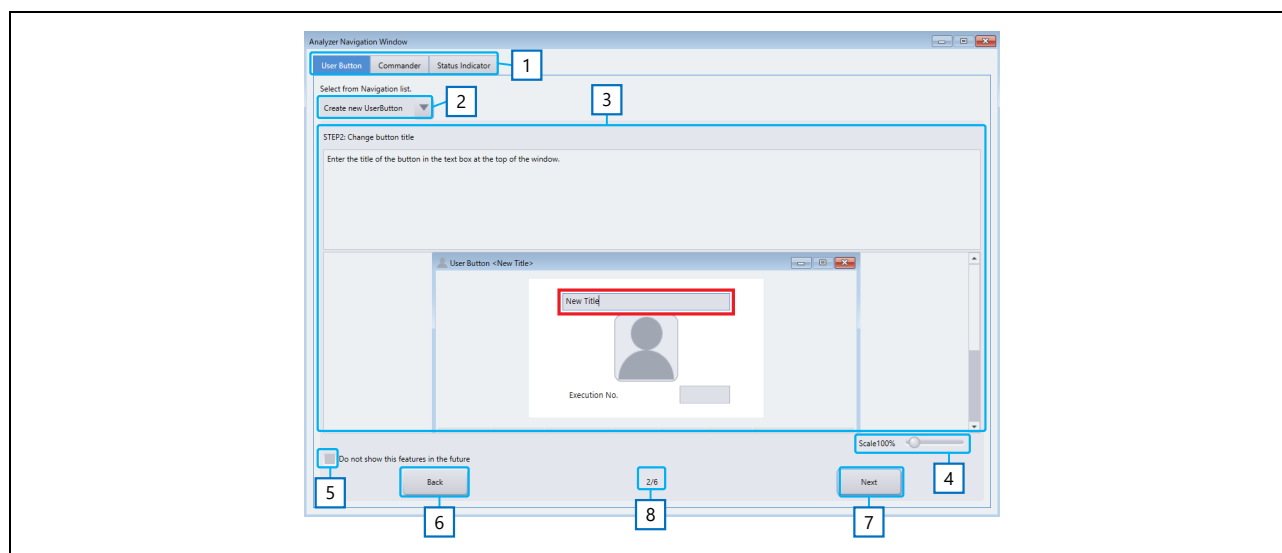 Analyzer Navigation Window
User Button Commander Status Indicator
1
Select from Navigation list.
Create new UserButton
2
3
STEP2: Change button title
Enter the title of the button in the text box at the top of the window.
User Button <New Title>
New Title
Execution No.
Scale100%
4
Do not show this features in the future
5
Back
2/6
Next
6
8
7